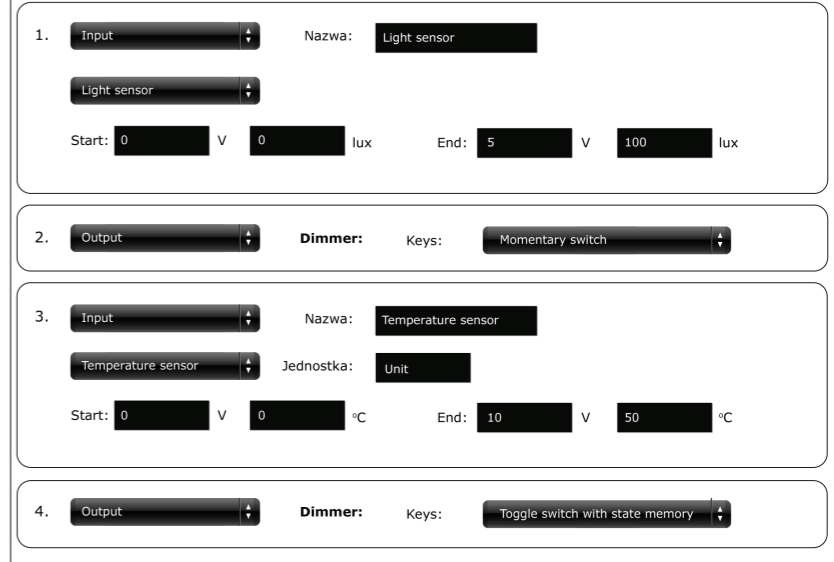 1. Input Nazwa: Light sensor
Light sensor
Start: 0 V 0 lux End: 5 V 100 lux
2. Output Dimmer: Keys: Momentary switch
3. Input Nazwa: Temperature sensor
Temperature sensor Jednostka: Unit
Start: 0 V 0 °C End: 10 V 50 °C
4. Output Dimmer: Keys: Toggle switch with state memory